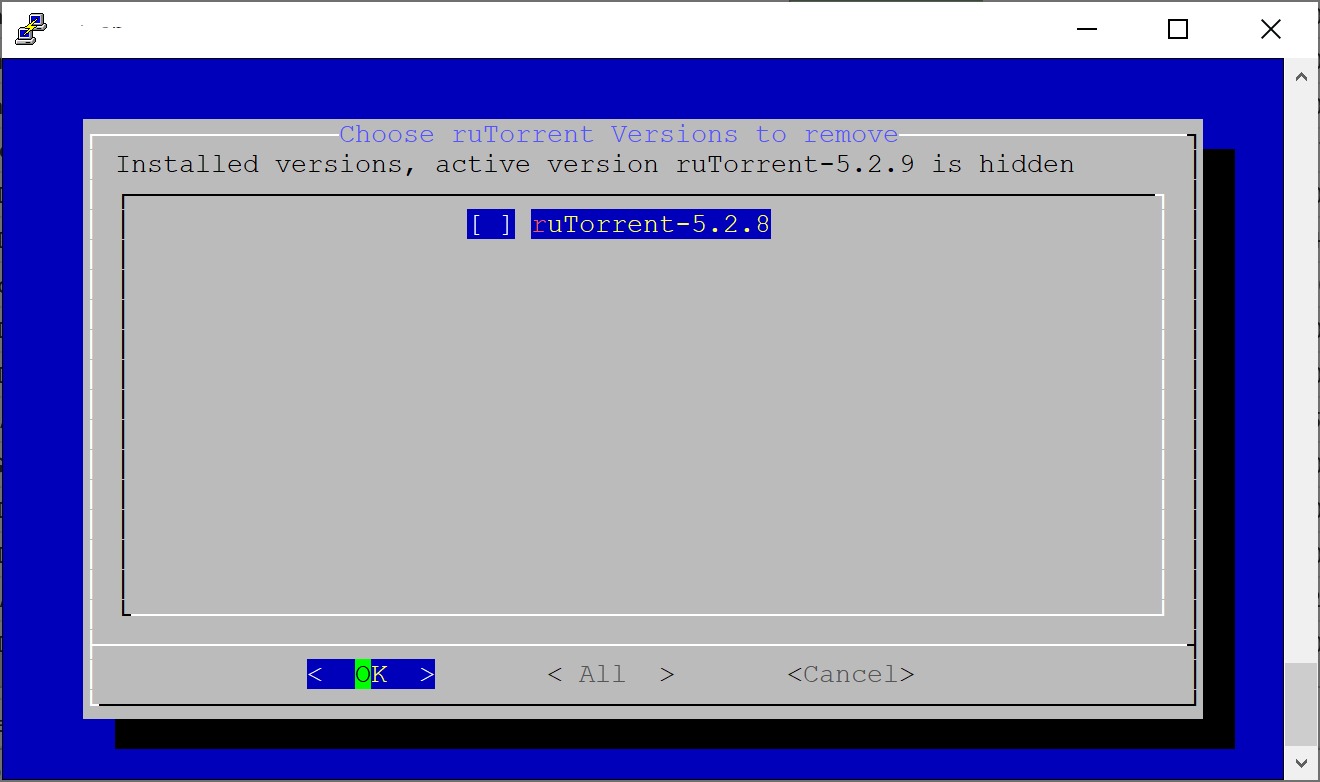 Choose ruTorrent Versions to remove
Installed versions, active version ruTorrent-5.2.9 is hidden
[ ] ruTorrent-5.2.8
< OK > < All > <Cancel>